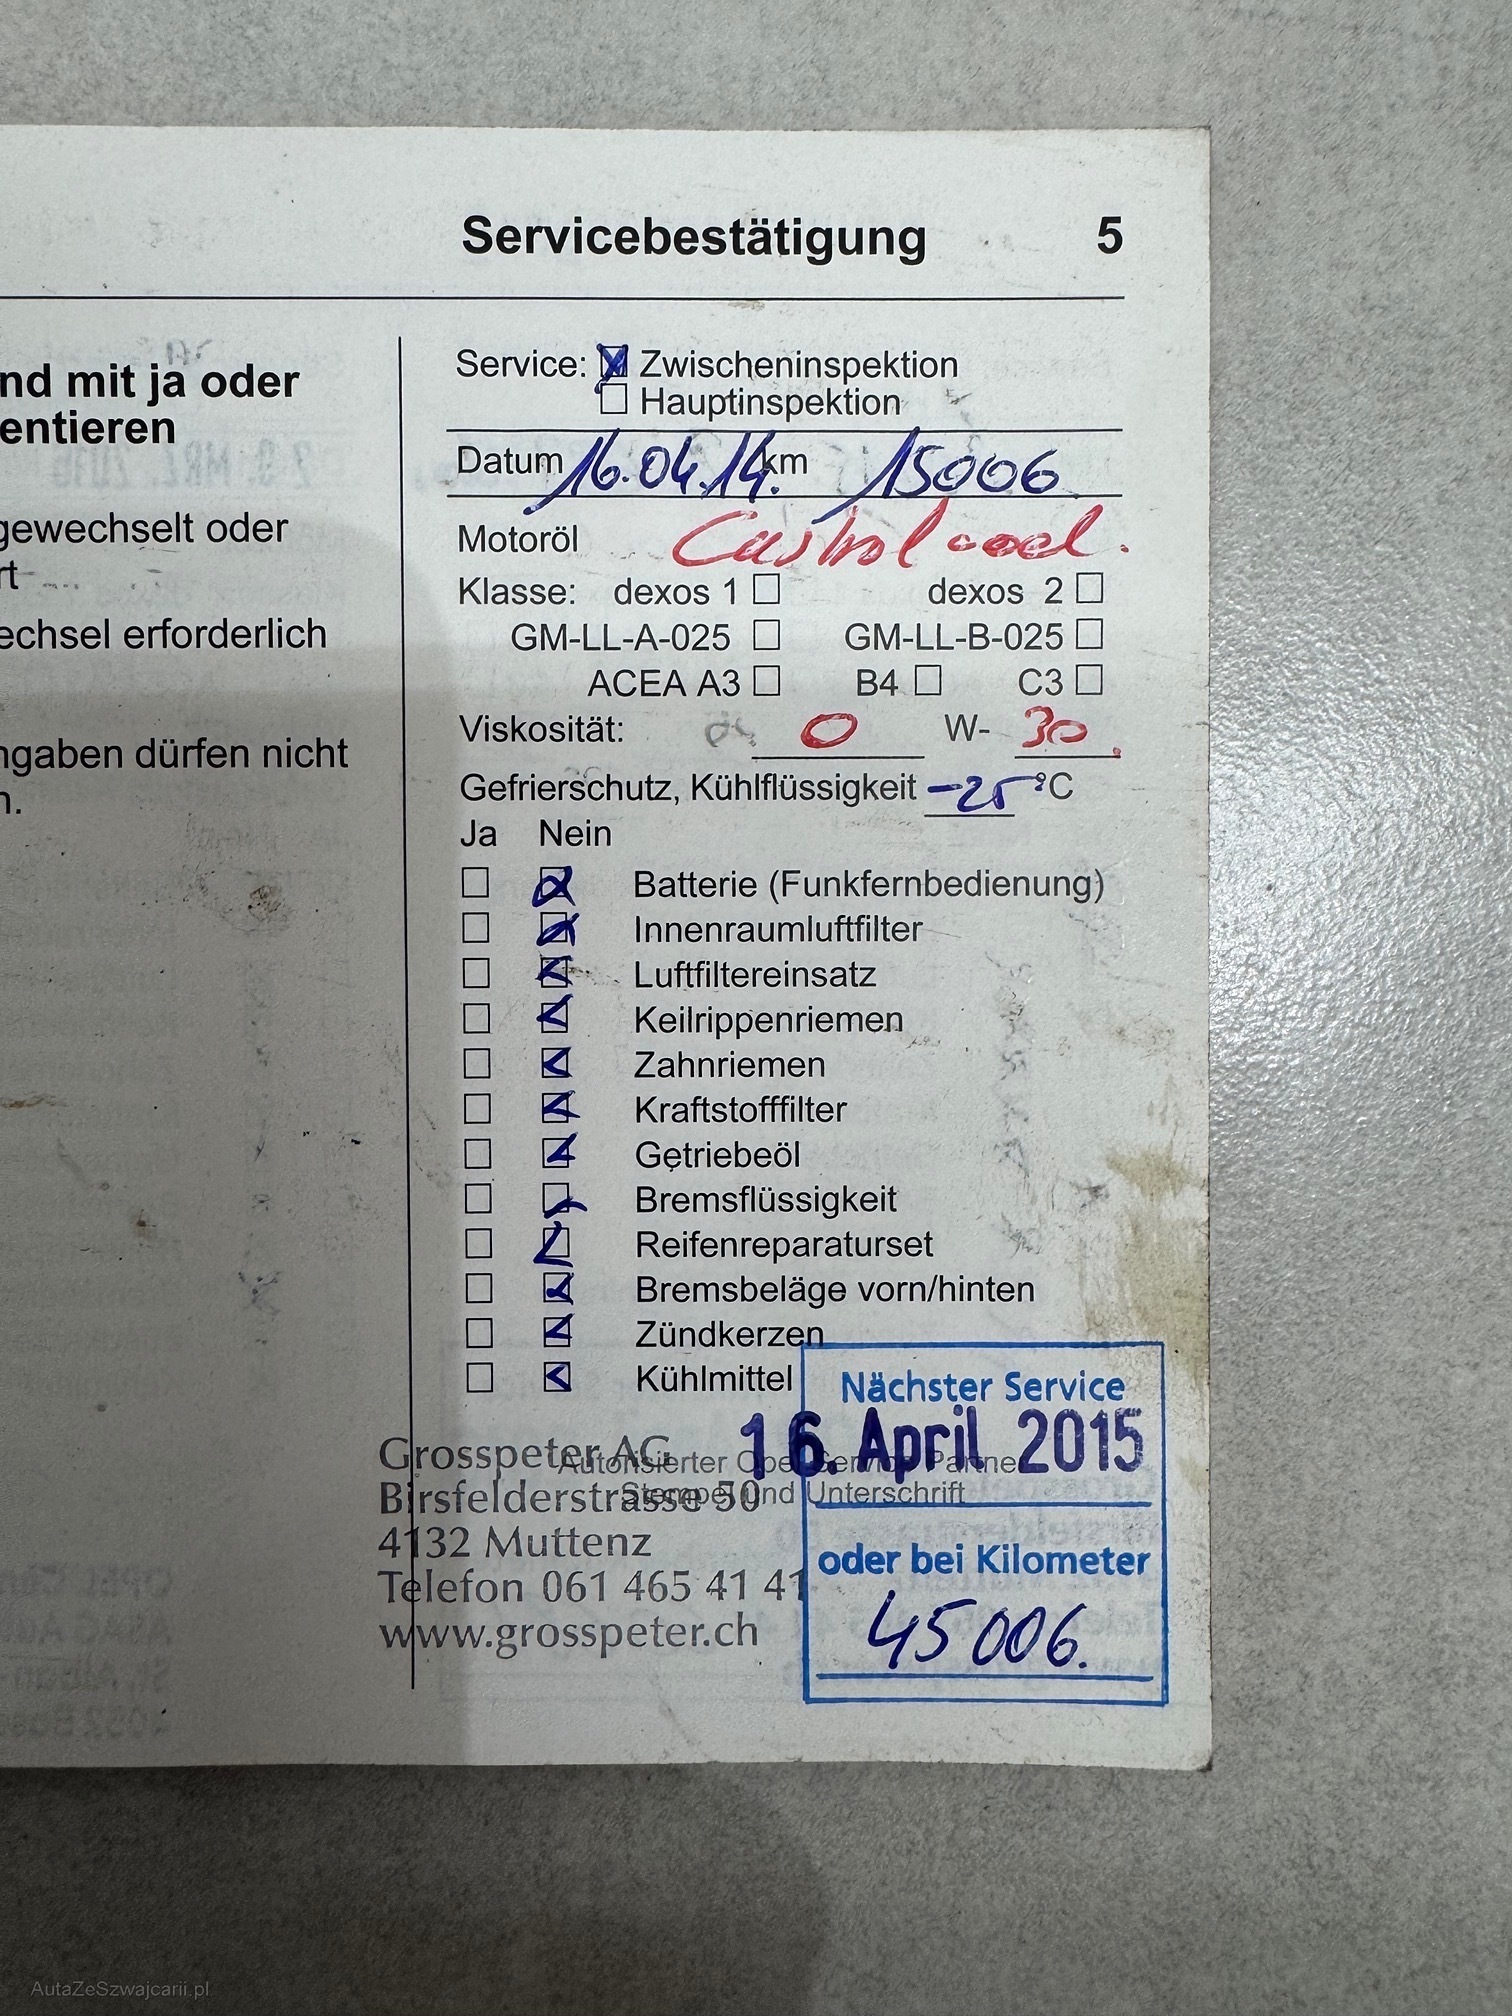 Servicebestätigung 5
nd mit ja oder
entieren
gewechselt oder
rt
echsel erforderlich
ngaben dürfen nicht
n.
Service: Zwischeninspektion
Hauptinspektion
Datum 16.04.14. km 15006
Motoröl Castrol
Klasse: dexos 1 dexos 2
GM-LL-A-025 GM-LL-B-025
ACEA A3 B4 C3
Viskosität: 0 W- 30
Gefrierschutz, Kühlflüssigkeit -25 °C
Ja Nein
Batterie (Funkfernbedienung)
Innenraumluftfilter
Luftfiltereinsatz
Keilrippenriemen
Zahnriemen
Kraftstofffilter
Getriebeöl
Bremsflüssigkeit
Reifenreparaturset
Bremsbeläge vorn/hinten
Zündkerzen
Kühlmittel
Autorisierter Opel Service Partner
Stempel und Unterschrift
Grosspeter AG
Birsfelderstrasse 50
4132 Muttenz
Telefon 061 465 41 41
www.grosspeter.ch
Nächster Service
16. April 2015
oder bei Kilometer
45 006.
AutaZeSzwajcarii.pl